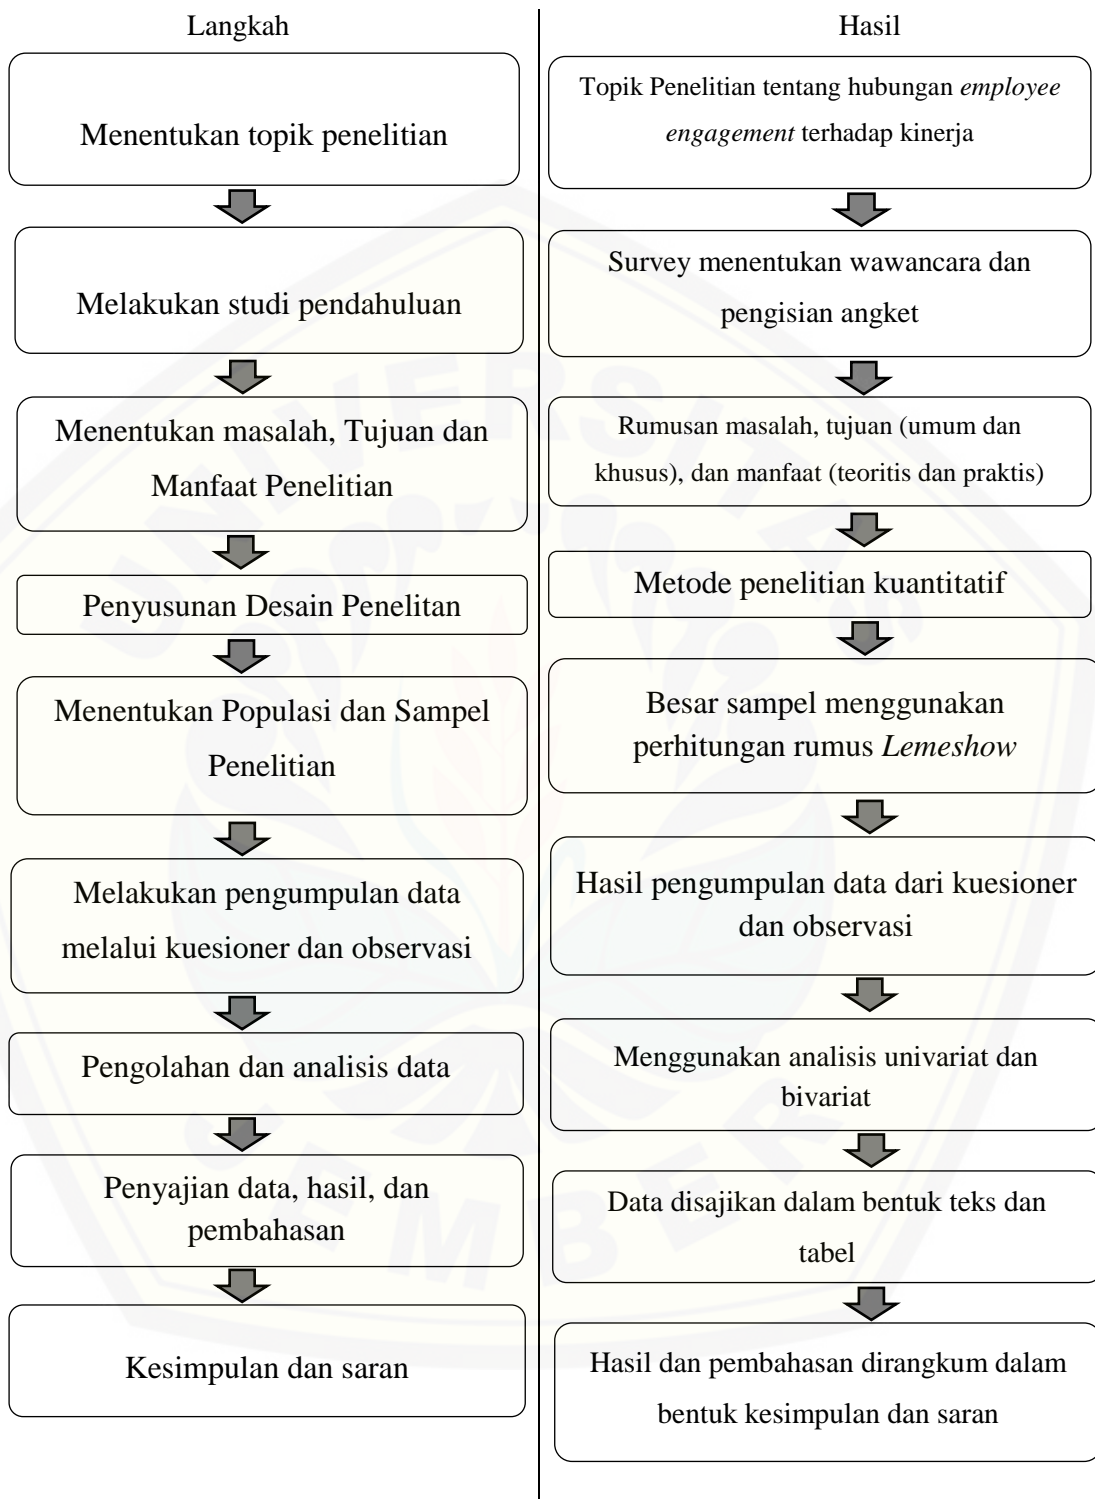 Langkah
Menentukan topik penelitian
Melakukan studi pendahuluan
Menentukan masalah, Tujuan dan
Manfaat Penelitian
Penyusunan Desain Penelitan
Menentukan Populasi dan Sampel
Penelitian
Melakukan pengumpulan data
melalui kuesioner dan observasi
Pengolahan dan analisis data
Penyajian data, hasil, dan
pembahasan
Kesimpulan dan saran
Hasil
Topik Penelitian tentang hubungan employee
engagement terhadap kinerja
Survey menentukan wawancara dan
pengisian angket
Rumusan masalah, tujuan (umum dan
khusus), dan manfaat (teoritis dan praktis)
Metode penelitian kuantitatif
Besar sampel menggunakan
perhitungan rumus Lemeshow
Hasil pengumpulan data dari kuesioner
dan observasi
Menggunakan analisis univariat dan
bivariat
Data disajikan dalam bentuk teks dan
tabel
Hasil dan pembahasan dirangkum dalam
bentuk kesimpulan dan saran
UNIVERSITAS
JEMBER